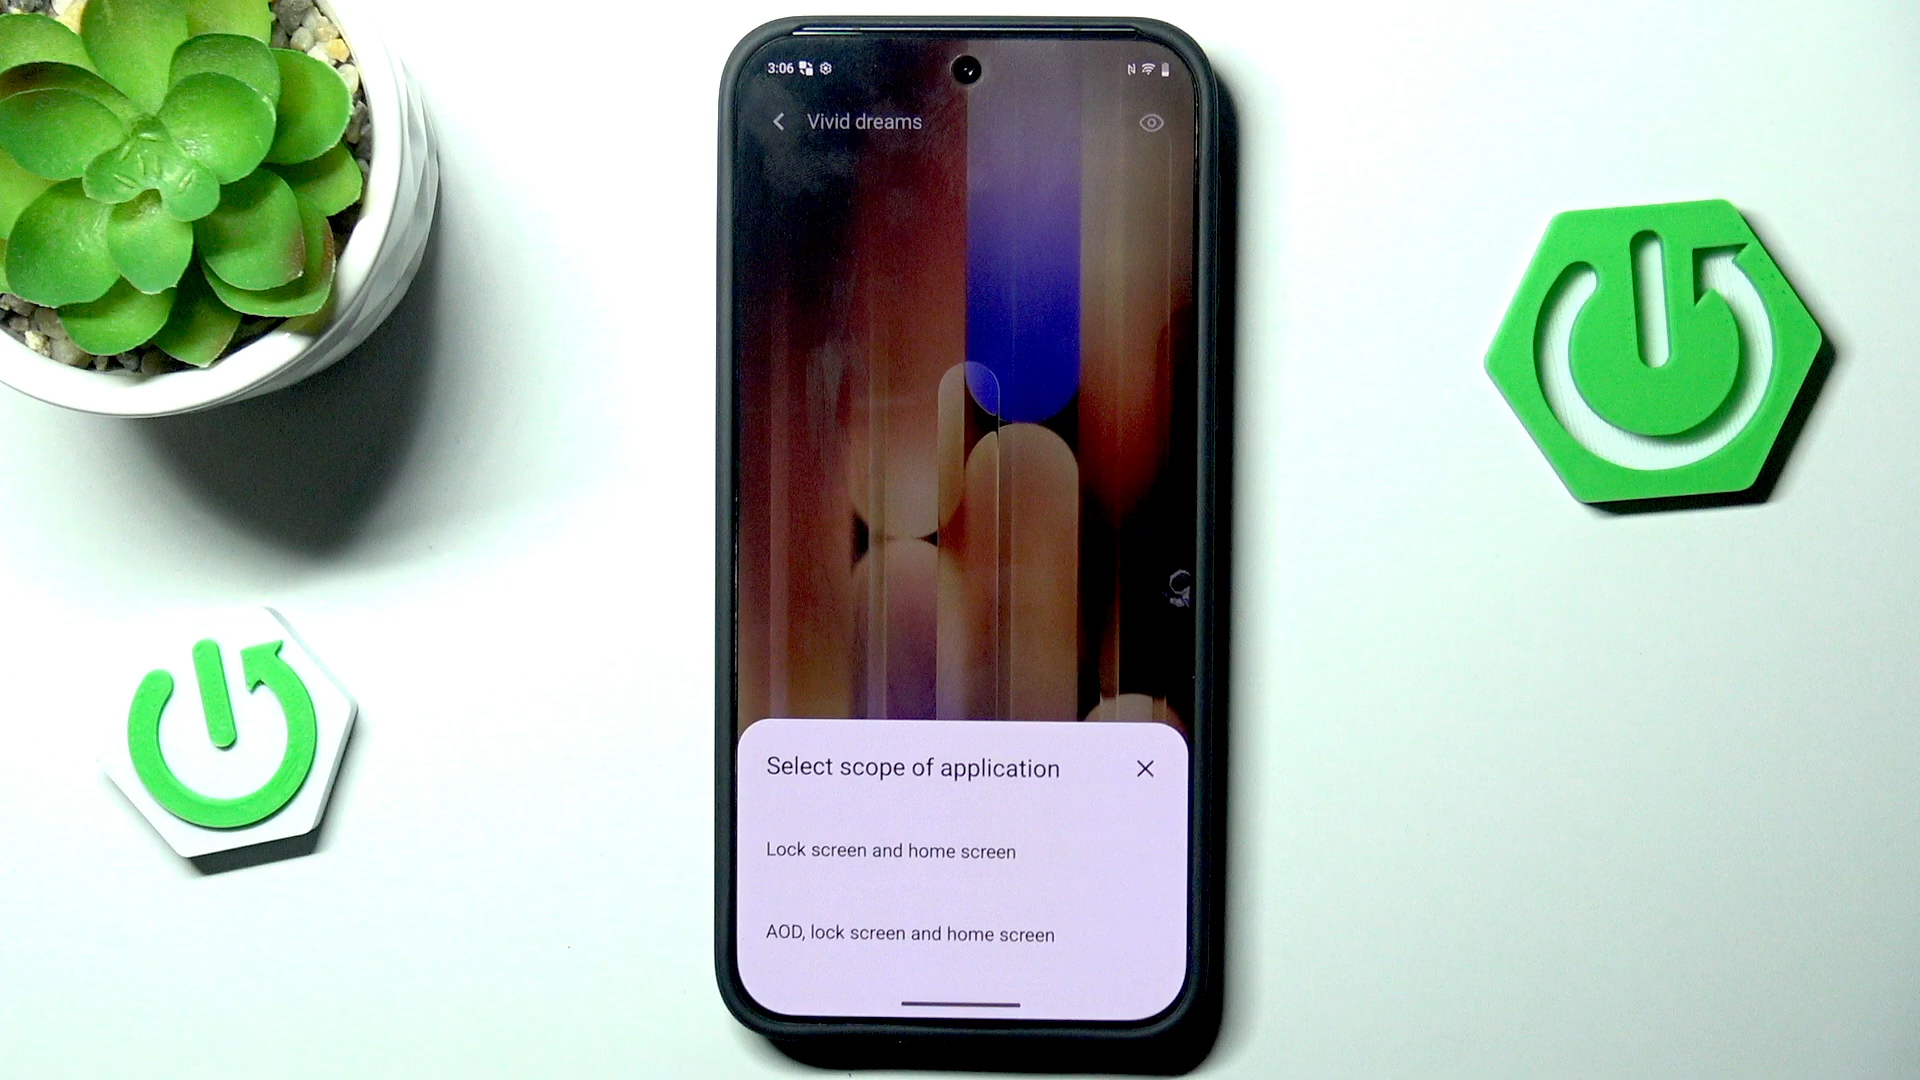 3:06
Vivid dreams
Select scope of application
Lock screen and home screen
AOD, lock screen and home screen